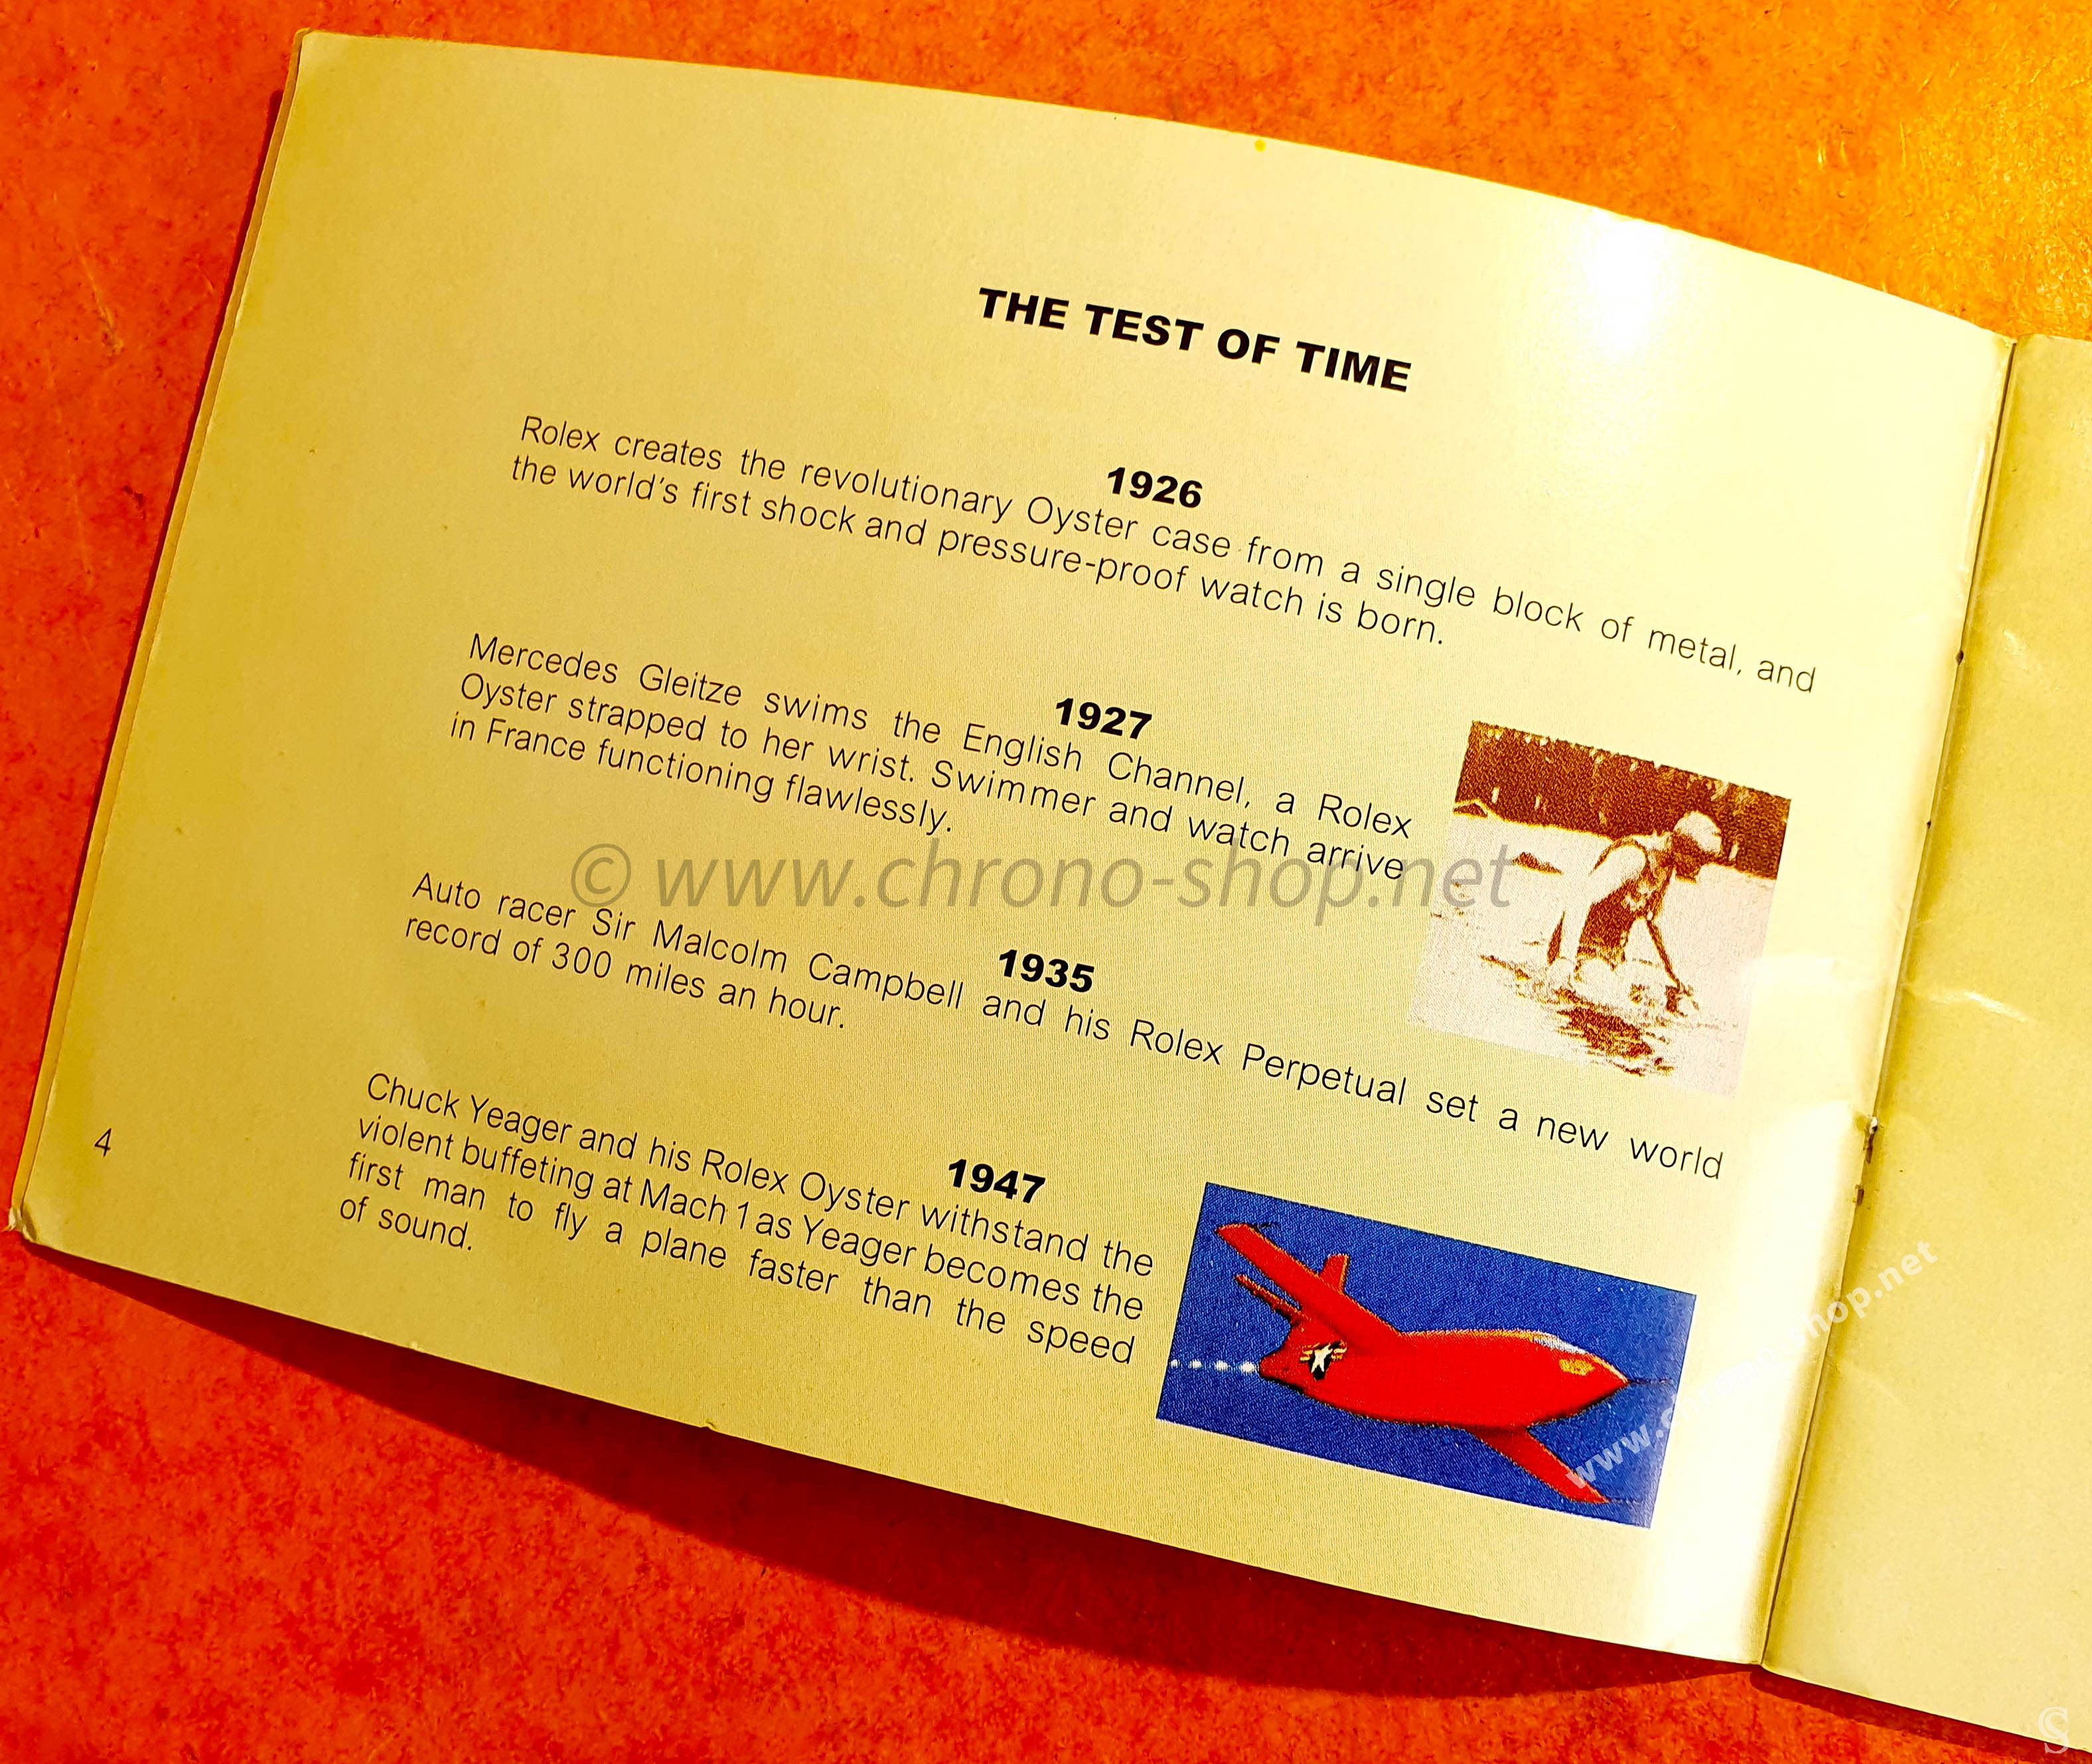 THE TEST OF TIME
1926
Rolex creates the revolutionary Oyster case from a single block of metal, and
the world's first shock and pressure-proof watch is born.
1927
Mercedes Gleitze swims the English Channel, a Rolex
Oyster strapped to her wrist. Swimmer and watch arrive
in France functioning flawlessly.
© www.chrono-shop.net
1935
Auto racer Sir Malcolm Campbell and his Rolex Perpetual set a new world
record of 300 miles an hour.
1947
Chuck Yeager and his Rolex Oyster withstand the
violent buffeting at Mach 1 as Yeager becomes the
first man to fly a plane faster than the speed
of sound.
4